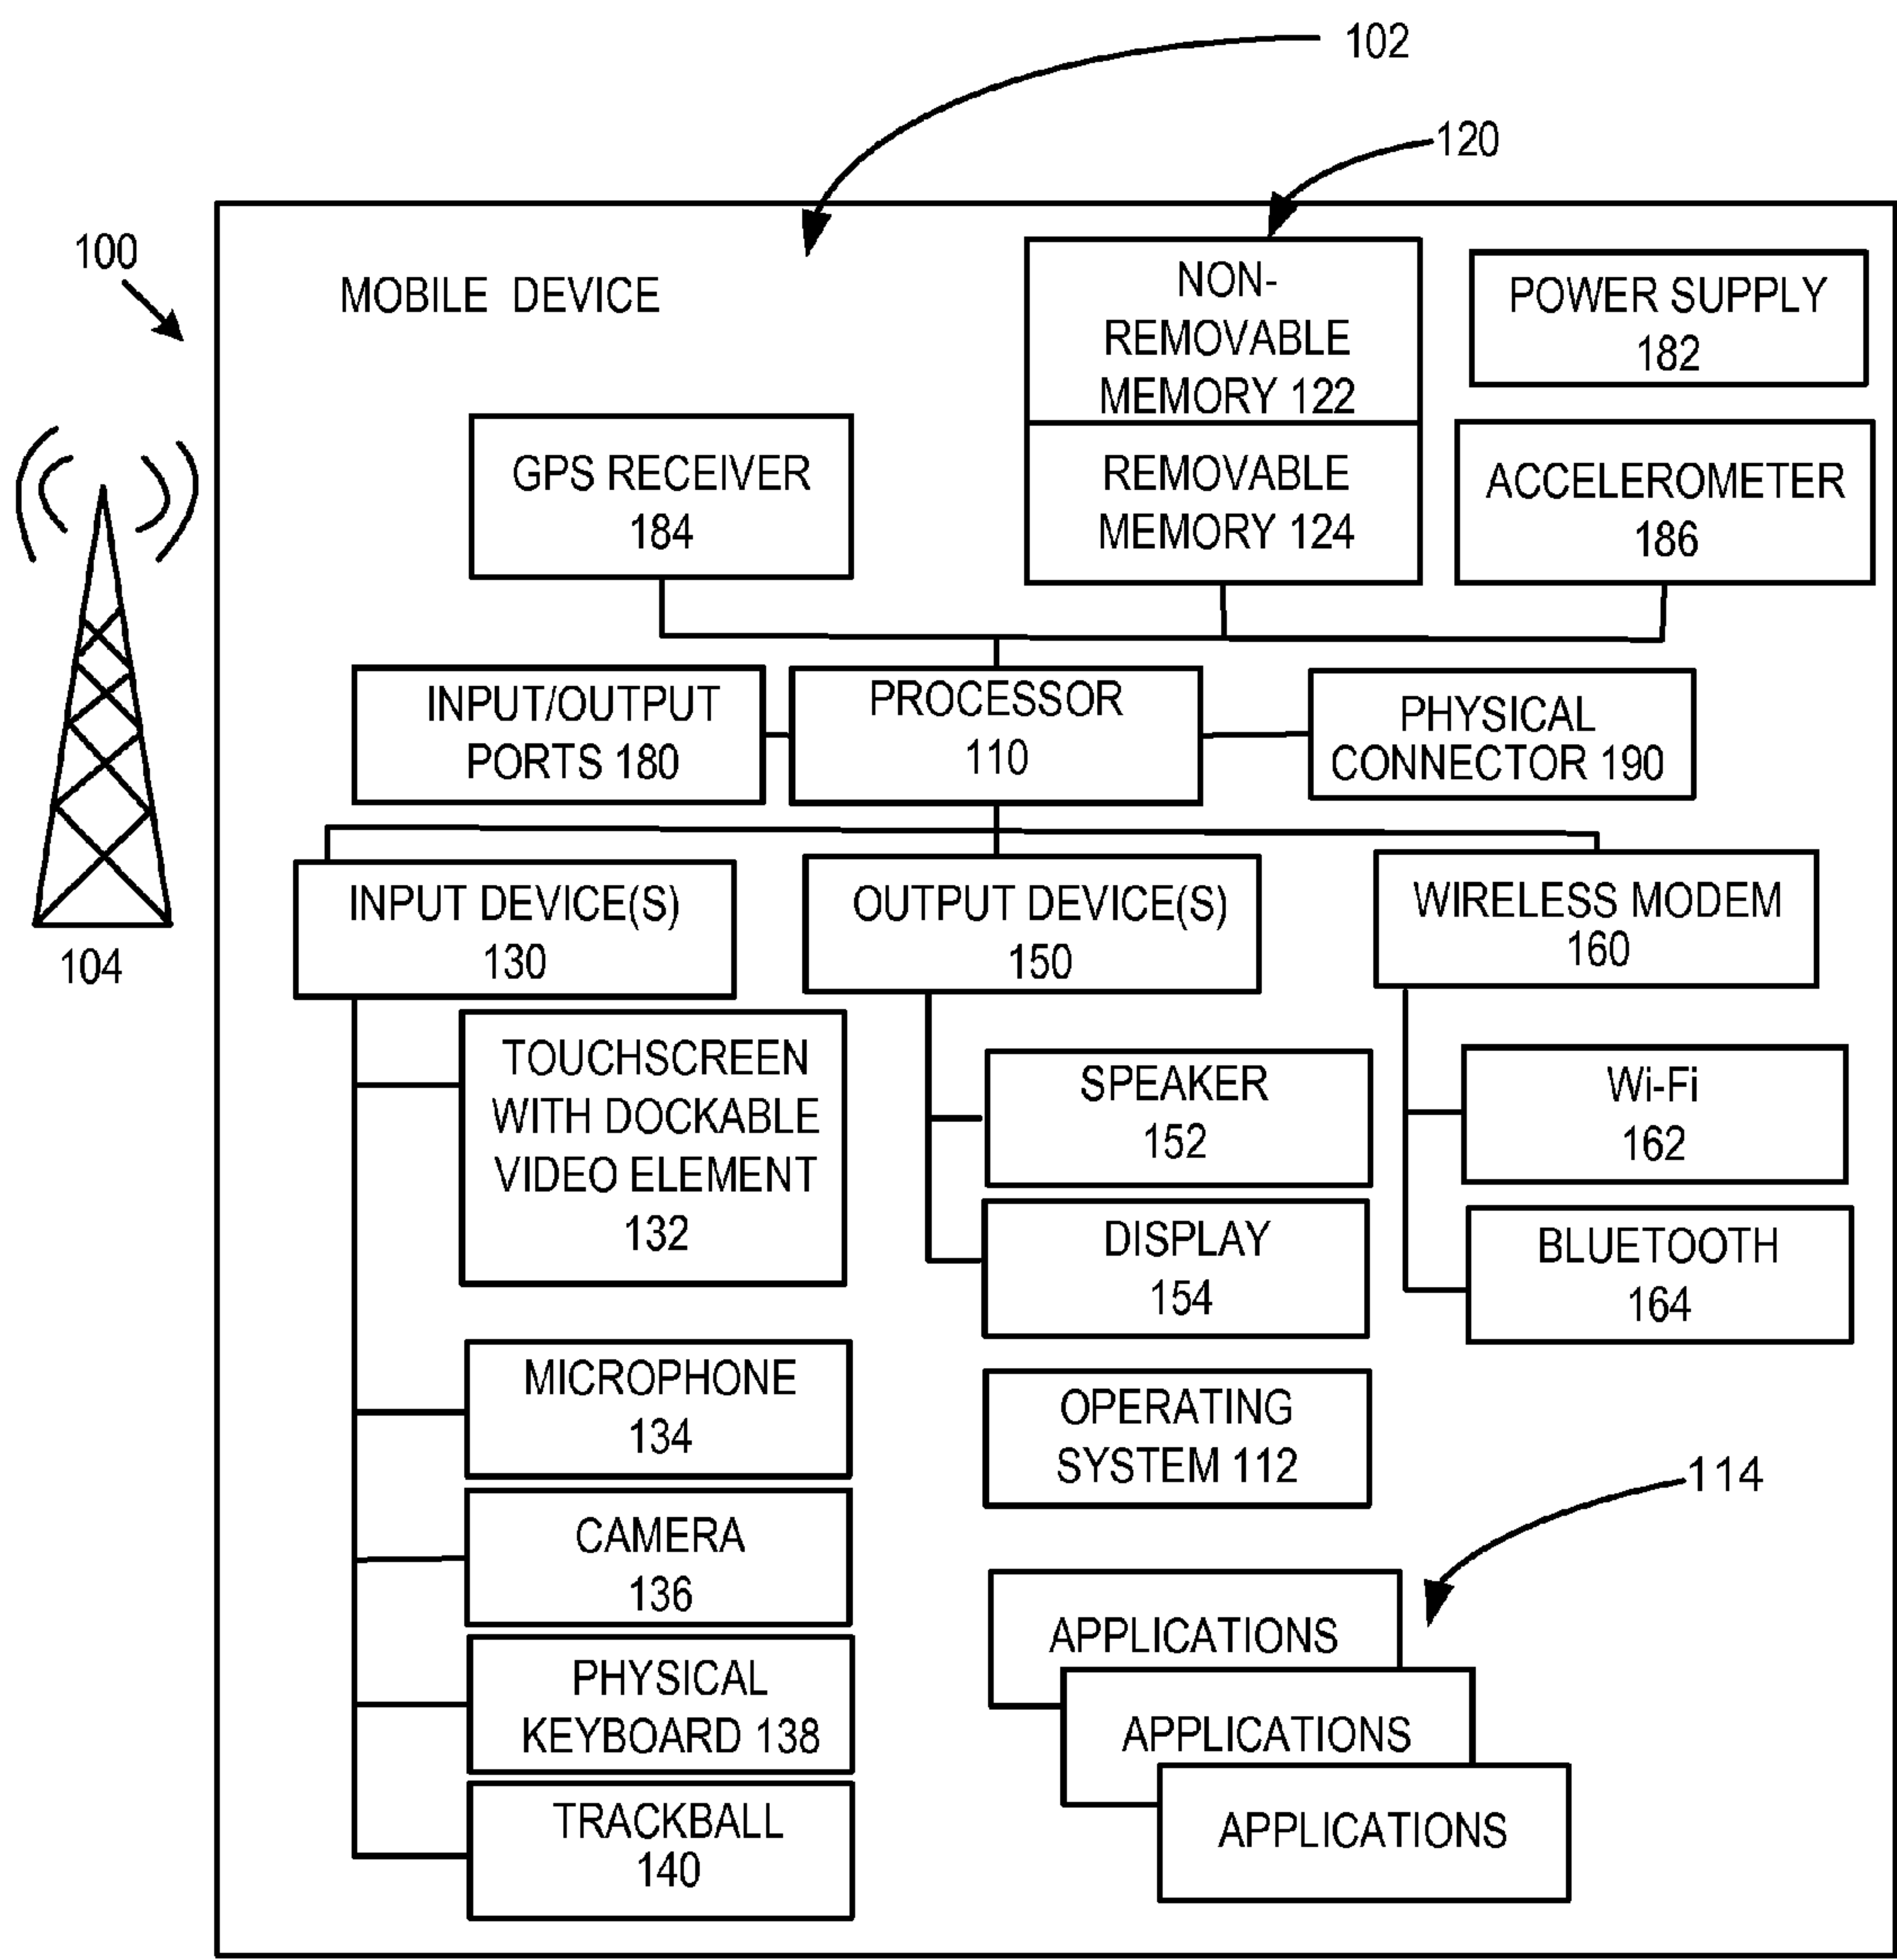 102
120
100
MOBILE DEVICE
NON-
REMOVABLE
MEMORY 122
REMOVABLE
MEMORY 124
POWER SUPPLY
182
GPS RECEIVER
184
ACCELEROMETER
186
INPUT/OUTPUT
PORTS 180
PROCESSOR
110
PHYSICAL
CONNECTOR 190
104
INPUT DEVICE(S)
130
OUTPUT DEVICE(S)
150
WIRELESS MODEM
160
TOUCHSCREEN
WITH DOCKABLE
VIDEO ELEMENT
132
SPEAKER
152
Wi-Fi
162
DISPLAY
154
BLUETOOTH
164
MICROPHONE
134
OPERATING
SYSTEM 112
114
CAMERA
136
APPLICATIONS
PHYSICAL
KEYBOARD 138
APPLICATIONS
TRACKBALL
140
APPLICATIONS